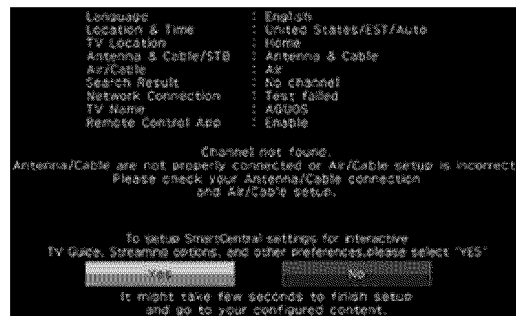 Language : English
Location & Time : United States/EST/Auto
TV Location : Home
Antenna & Cable/STB : Antenna & Cable
Air/Cable : Air
Search Result : No channel
Network Connection : Test failed
TV Name : AQUOS
Remote Control App : Enable
Channel not found.
Antenna/Cable are not properly connected or Air/Cable setup is incorrect
Please check your Antenna/Cable connection
and Air/Cable setup.
To setup SmartCentral settings for interactive
TV Guide, Streaming options, and other preferences,please select "YES"
Yes No
It might take few seconds to finish setup
and go to your configured content.